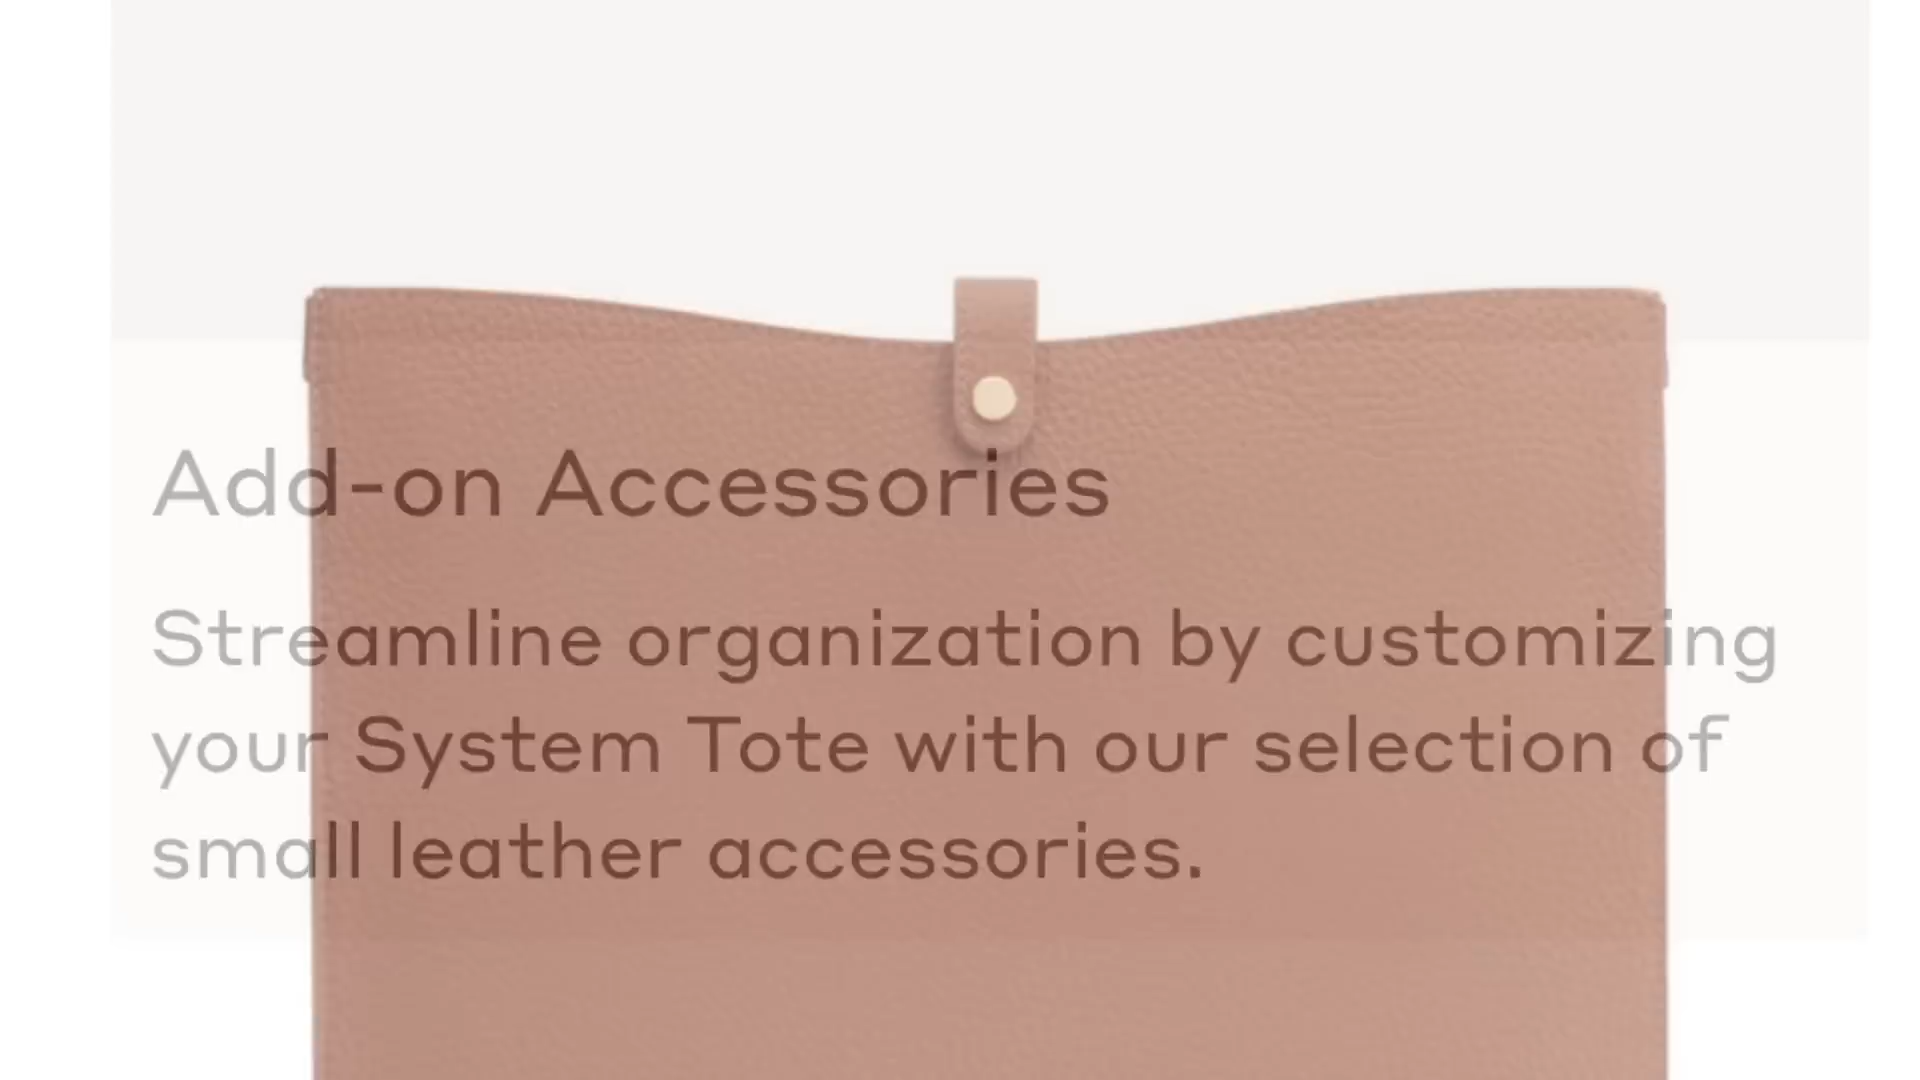 Add-on Accessories
Streamline organization by customizing
your System Tote with our selection of
small leather accessories.